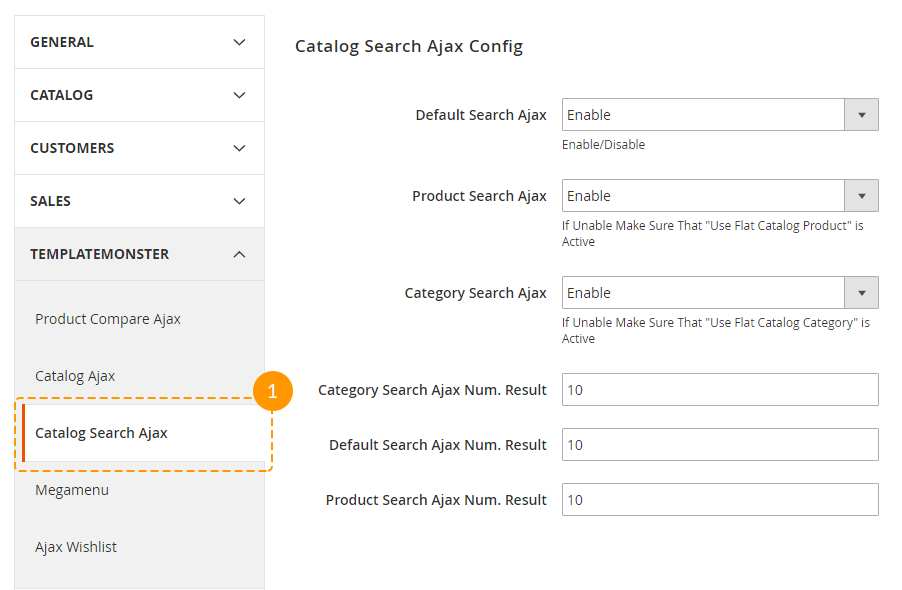 GENERAL
CATALOG
CUSTOMERS
SALES
TEMPLATEMONSTER
Product Compare Ajax
Catalog Ajax
1
Catalog Search Ajax
Megamenu
Ajax Wishlist
Catalog Search Ajax Config
Default Search Ajax
Enable
Enable/Disable
Product Search Ajax
Enable
If Unable Make Sure That "Use Flat Catalog Product" is
Active
Category Search Ajax
Enable
If Unable Make Sure That "Use Flat Catalog Category" is
Active
Category Search Ajax Num. Result
10
Default Search Ajax Num. Result
10
Product Search Ajax Num. Result
10